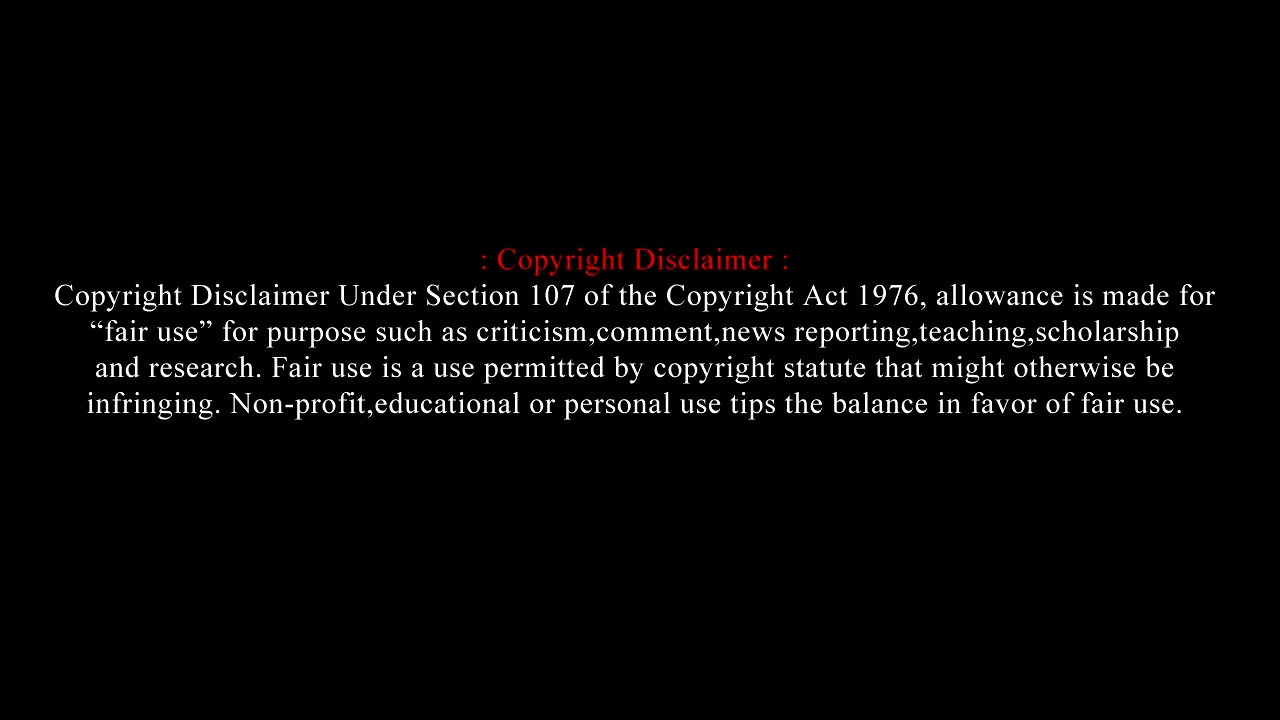 : Copyright Disclaimer :
Copyright Disclaimer Under Section 107 of the Copyright Act 1976, allowance is made for
“fair use” for purpose such as criticism,comment,news reporting,teaching,scholarship
and research. Fair use is a use permitted by copyright statute that might otherwise be
infringing. Non-profit,educational or personal use tips the balance in favor of fair use.